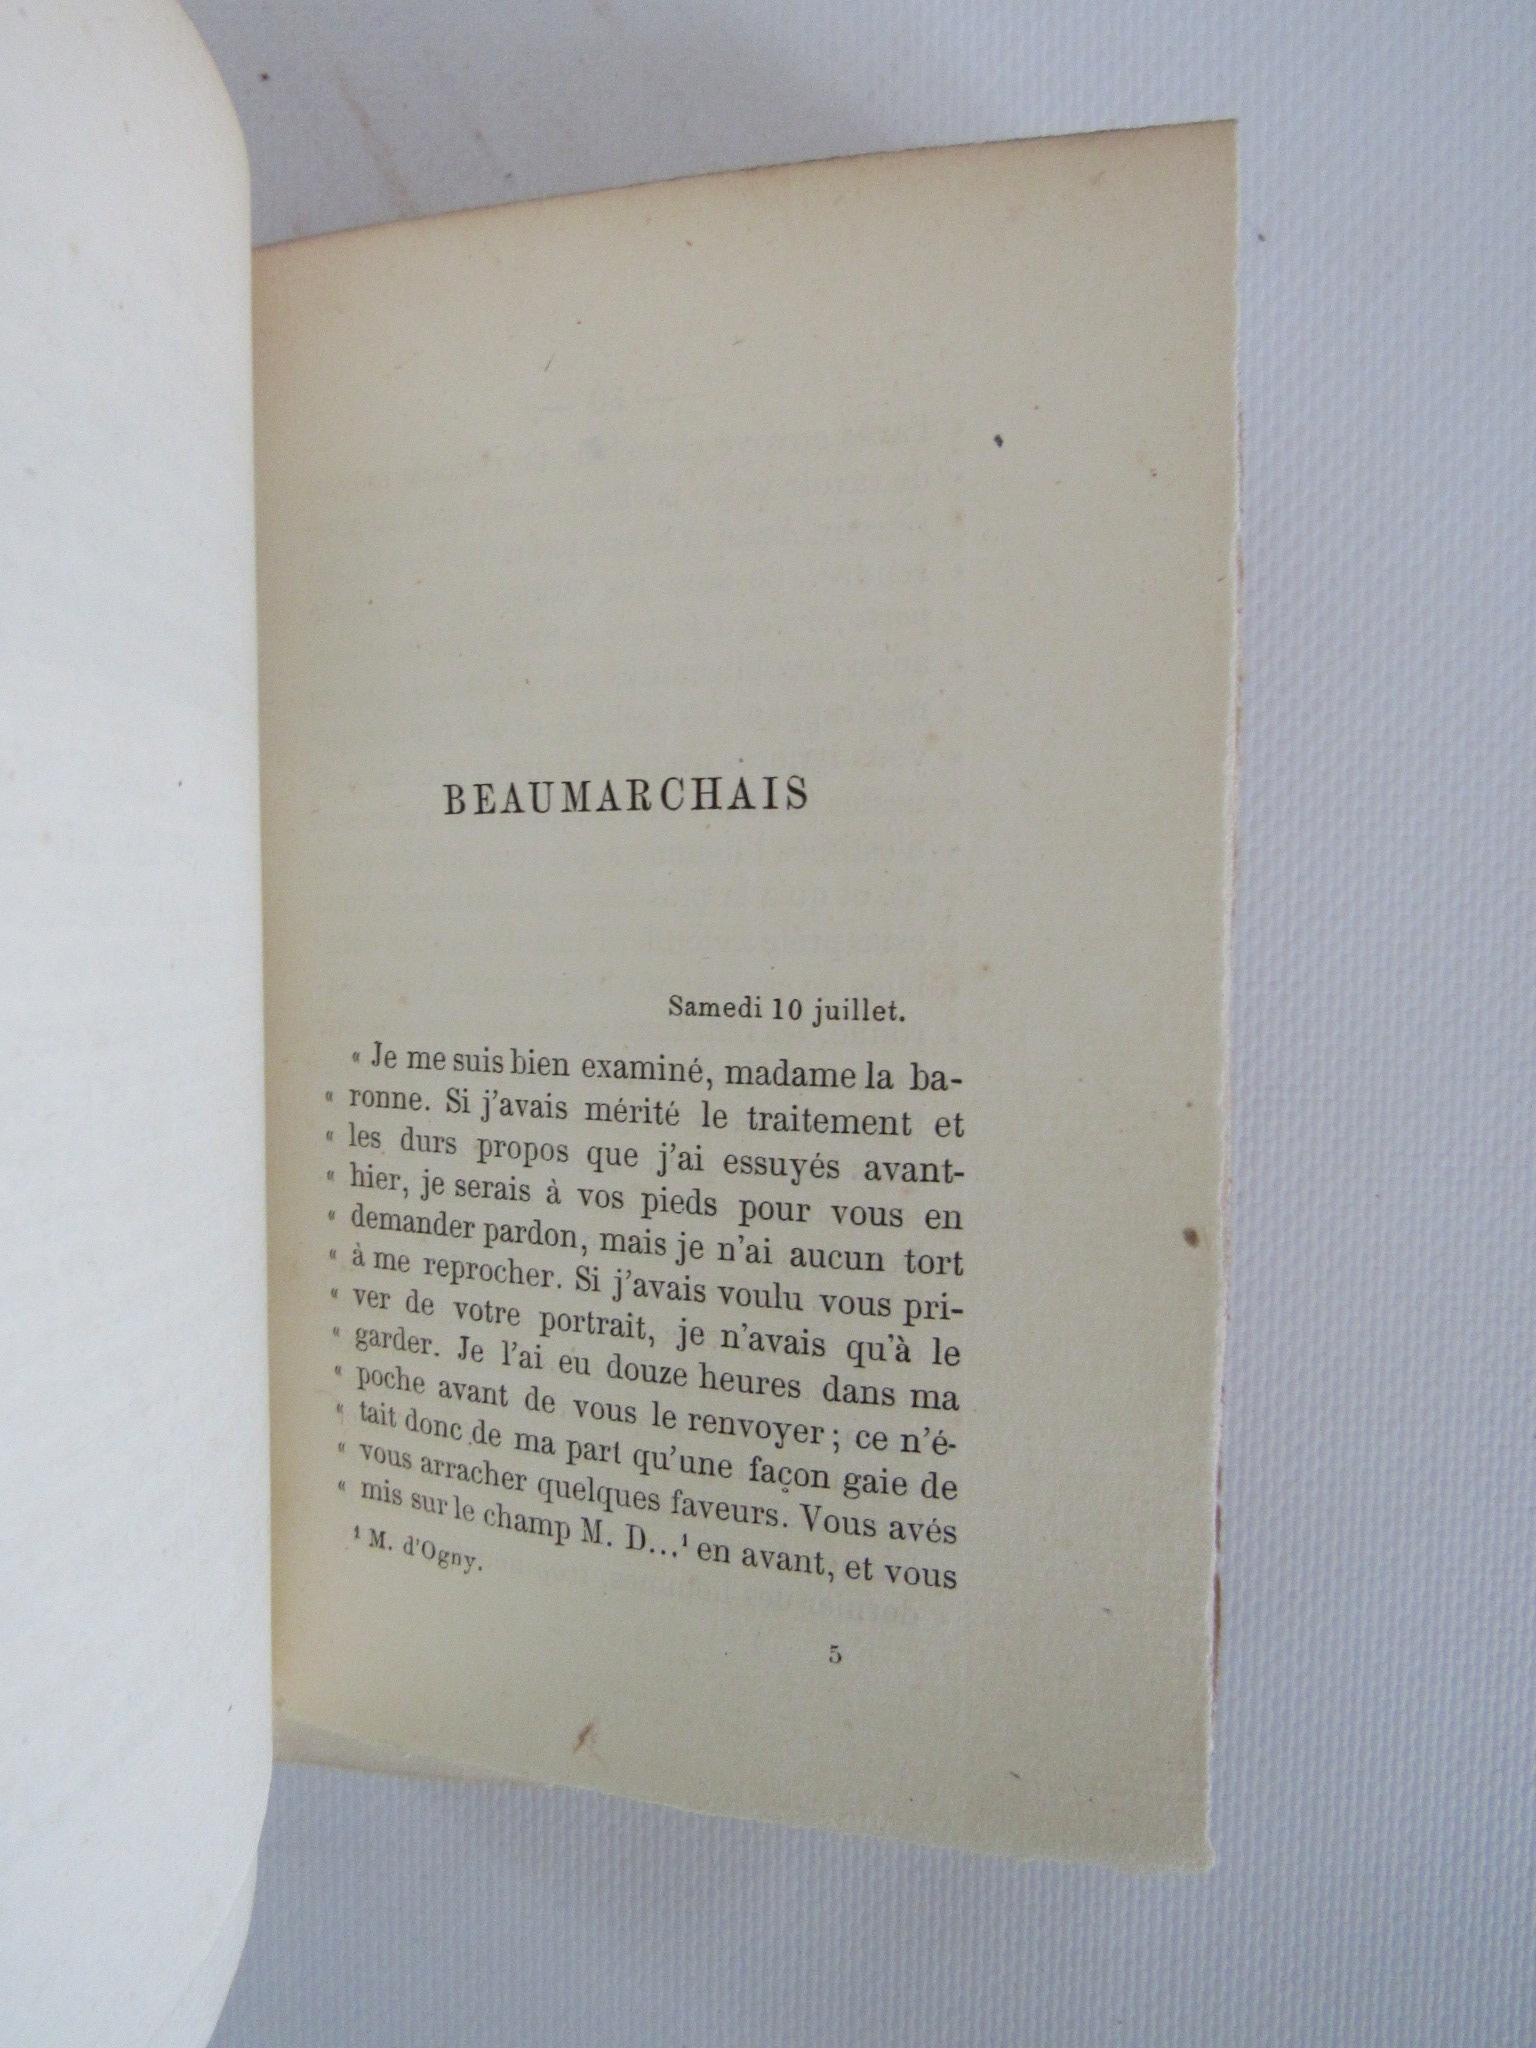 BEAUMARCHAIS
Samedi 10 juillet.
« Je me suis bien examiné, madame la ba-
« ronne. Si j'avais mérité le traitement et
« les durs propos que j'ai essuyés avant-
« hier, je serais à vos pieds pour vous en
« demander pardon, mais je n'ai aucun tort
« à me reprocher. Si j'avais voulu vous pri-
« ver de votre portrait, je n'avais qu'à le
« garder. Je l'ai eu douze heures dans ma
« poche avant de vous le renvoyer ; ce n'é-
« tait donc de ma part qu'une façon gaie de
« vous arracher quelques faveurs. Vous avés
« mis sur le champ M. D...¹ en avant, et vous
¹ M. d'Ogny.
5